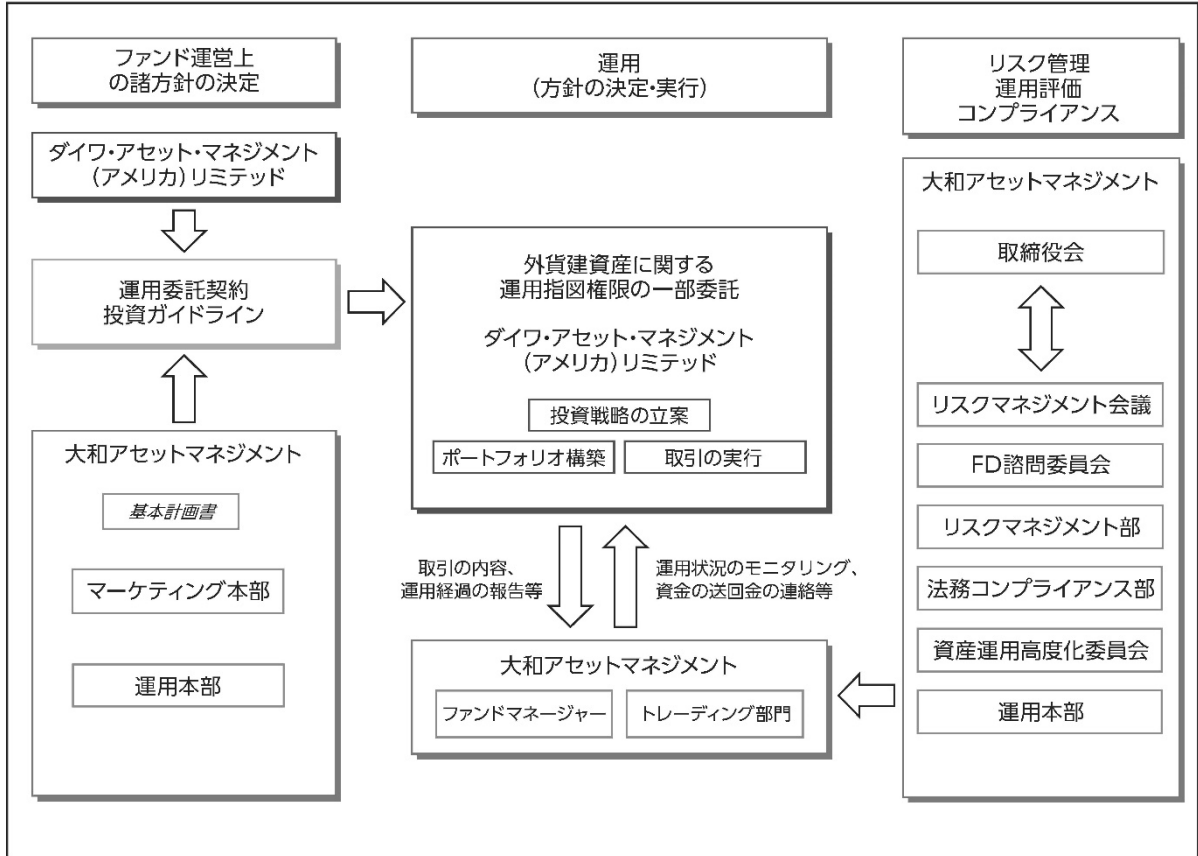 ファンド運営上
の諸方針の決定
ダイワ・アセット・マネジメント
(アメリカ)リミテッド
運用委託契約
投資ガイドライン
大和アセットマネジメント
基本計画書
マーケティング本部
運用本部
運用
(方針の決定・実行)
外貨建資産に関する
運用指図権限の一部委託
ダイワ・アセット・マネジメント
(アメリカ)リミテッド
投資戦略の立案
ポートフォリオ構築
取引の実行
取引の内容、
運用経過の報告等
運用状況のモニタリング、
資金の送回金の連絡等
大和アセットマネジメント
ファンドマネージャー
トレーディング部門
リスク管理
運用評価
コンプライアンス
大和アセットマネジメント
取締役会
リスクマネジメント会議
FD諮問委員会
リスクマネジメント部
法務コンプライアンス部
資産運用高度化委員会
運用本部